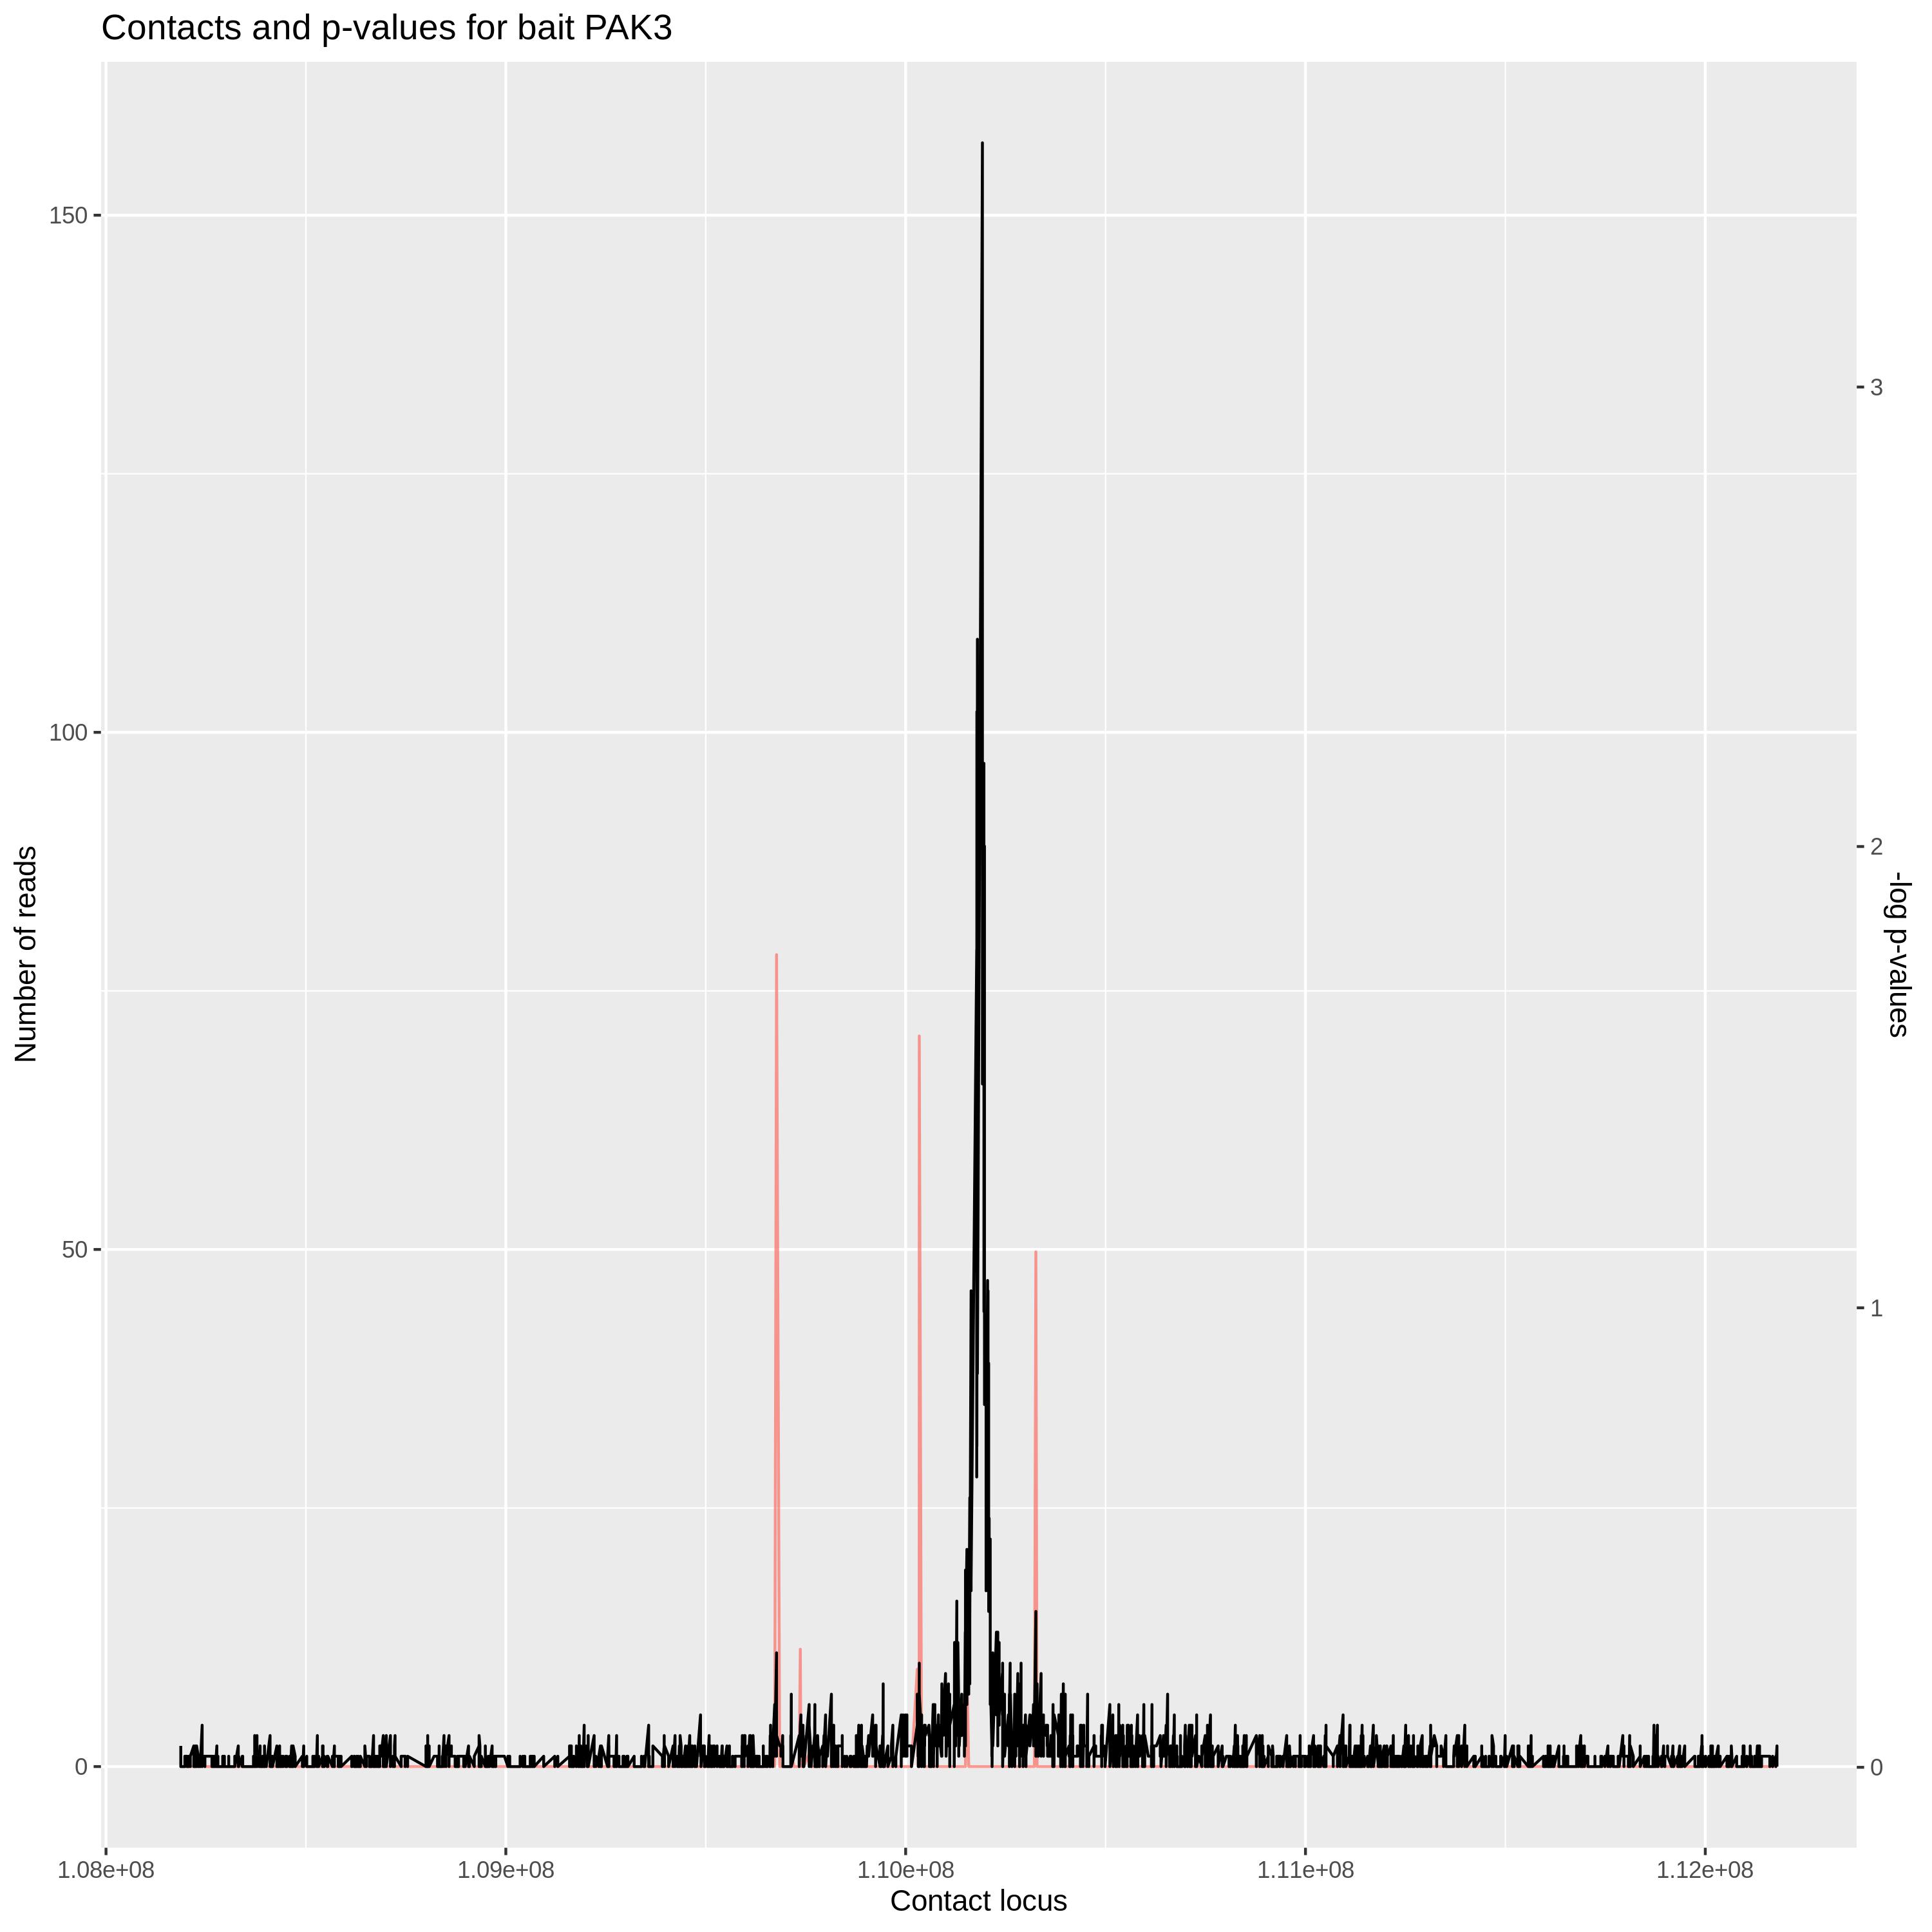 Contacts and p-values for bait PAK3
150
100
50
0
Number of reads
3
2
1
0
-log p-values
1.08e+08
1.09e+08
1.10e+08
1.11e+08
1.12e+08
Contact locus